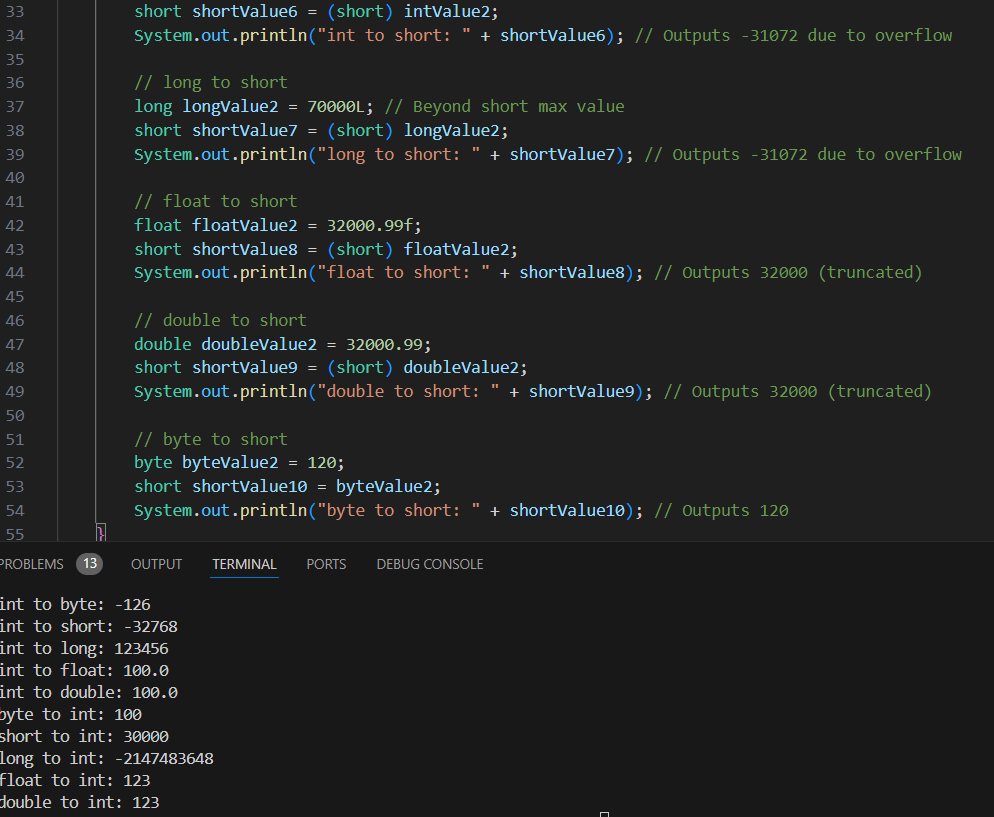 33 short shortValue6 = (short) intValue2;
34 System.out.println("int to short: " + shortValue6); // Outputs -31072 due to overflow
35
36 // long to short
37 long longValue2 = 70000L; // Beyond short max value
38 short shortValue7 = (short) longValue2;
39 System.out.println("long to short: " + shortValue7); // Outputs -31072 due to overflow
40
41 // float to short
42 float floatValue2 = 32000.99f;
43 short shortValue8 = (short) floatValue2;
44 System.out.println("float to short: " + shortValue8); // Outputs 32000 (truncated)
45
46 // double to short
47 double doubleValue2 = 32000.99;
48 short shortValue9 = (short) doubleValue2;
49 System.out.println("double to short: " + shortValue9); // Outputs 32000 (truncated)
50
51 // byte to short
52 byte byteValue2 = 120;
53 short shortValue10 = byteValue2;
54 System.out.println("byte to short: " + shortValue10); // Outputs 120
55 }
PROBLEMS 13 OUTPUT TERMINAL PORTS DEBUG CONSOLE
int to byte: -126
int to short: -32768
int to long: 123456
int to float: 100.0
int to double: 100.0
byte to int: 100
short to int: 30000
long to int: -2147483648
float to int: 123
double to int: 123